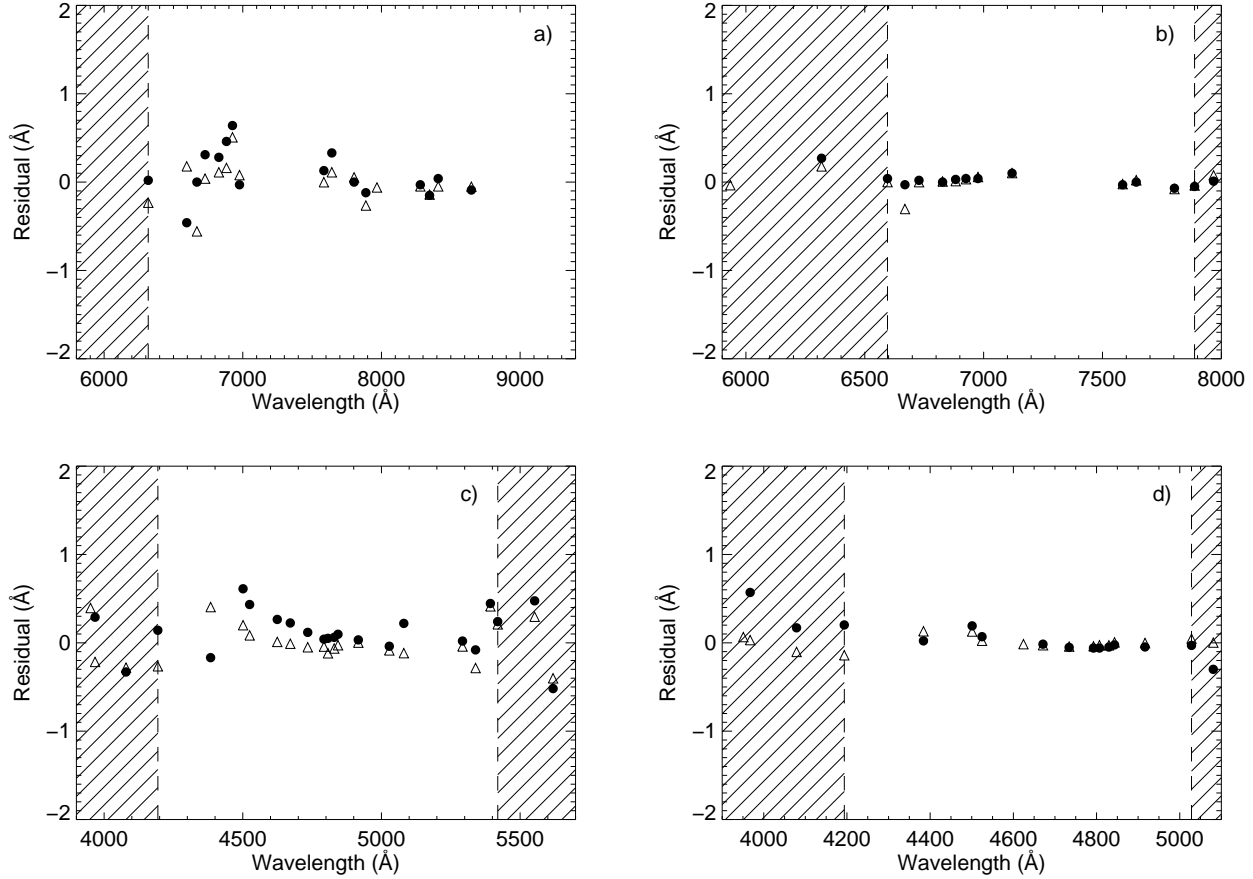 2
1
0
−1
−2
Residual (Å)
a)
6000 7000 8000 9000
Wavelength (Å)
2
1
0
−1
−2
Residual (Å)
b)
6000 6500 7000 7500 8000
Wavelength (Å)
2
1
0
−1
−2
Residual (Å)
c)
4000 4500 5000 5500
Wavelength (Å)
2
1
0
−1
−2
Residual (Å)
d)
4000 4200 4400 4600 4800 5000
Wavelength (Å)